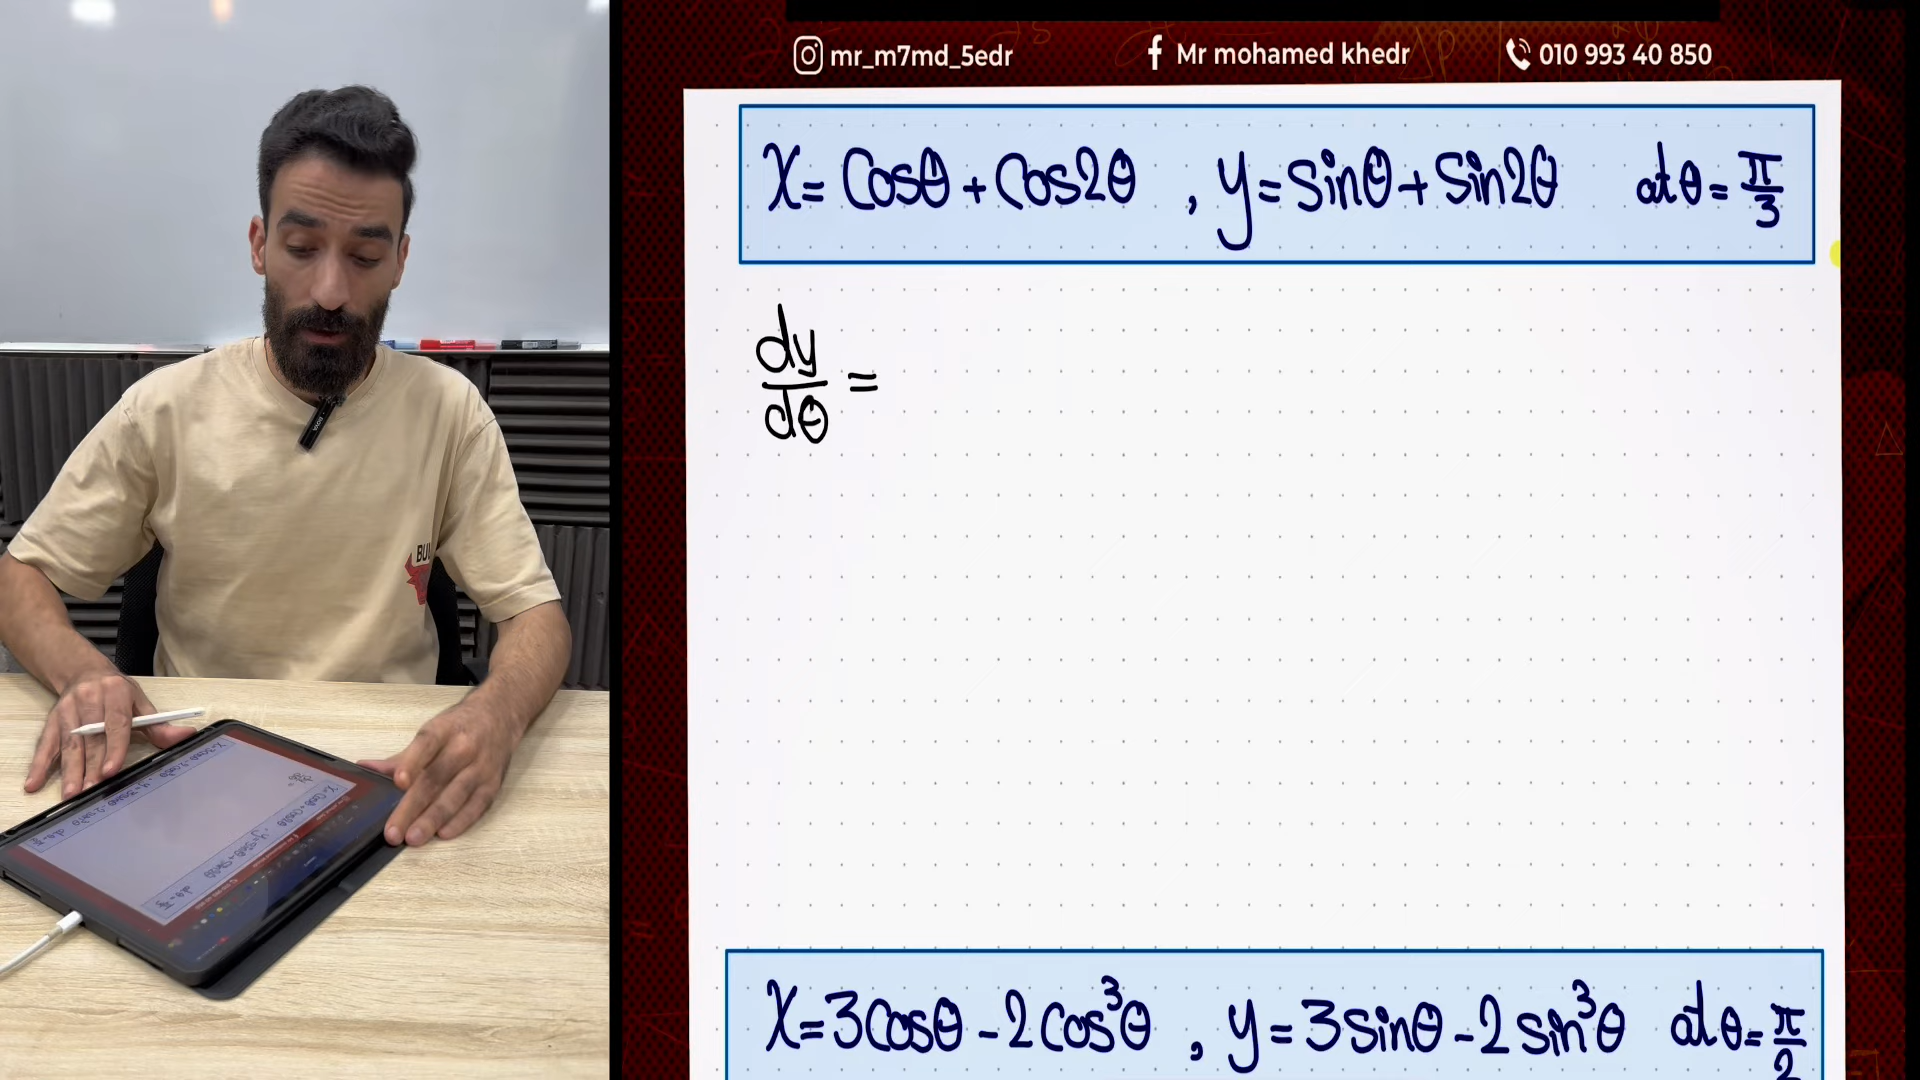 mr_m7md_5edr Mr mohamed khedr 010 993 40 850
x = Cosθ + Cos2θ , y = Sinθ + Sin2θ at θ = π/3
dy/dθ =
x = 3Cosθ - 2Cos³θ , y = 3Sinθ - 2Sin³θ at θ = π/2
BUL